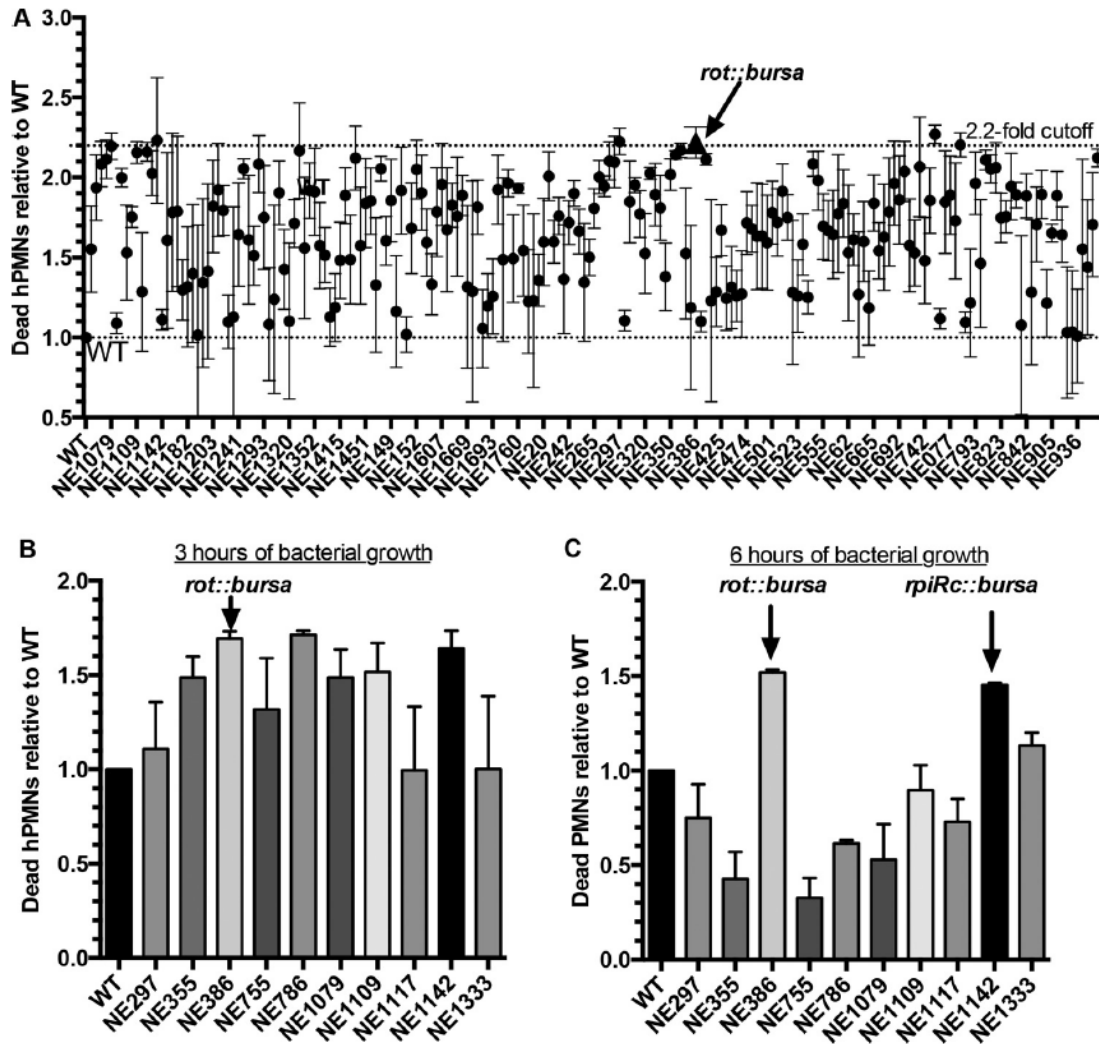 A
Dead hPMNs relative to WT
3.0
2.5
2.0
1.5
1.0
0.5
rot::bursa
2.2-fold cutoff
WT
WT
WT
NE1079
NE1109
NE1142
NE1182
NE1203
NE1241
NE1293
NE1320
NE1352
NE1415
NE1451
NE149
NE152
NE1607
NE1669
NE1693
NE1760
NE220
NE242
NE265
NE297
NE320
NE350
NE386
NE425
NE474
NE501
NE523
NE555
NE562
NE665
NE692
NE742
NE077
NE793
NE823
NE842
NE905
NE936
B
3 hours of bacterial growth
rot::bursa
Dead hPMNs relative to WT
2.0
1.5
1.0
0.5
0.0
WT
NE297
NE355
NE386
NE755
NE786
NE1079
NE1109
NE1117
NE1142
NE1333
C
6 hours of bacterial growth
rot::bursa
rpiRc::bursa
Dead PMNs relative to WT
2.0
1.5
1.0
0.5
0.0
WT
NE297
NE355
NE386
NE755
NE786
NE1079
NE1109
NE1117
NE1142
NE1333